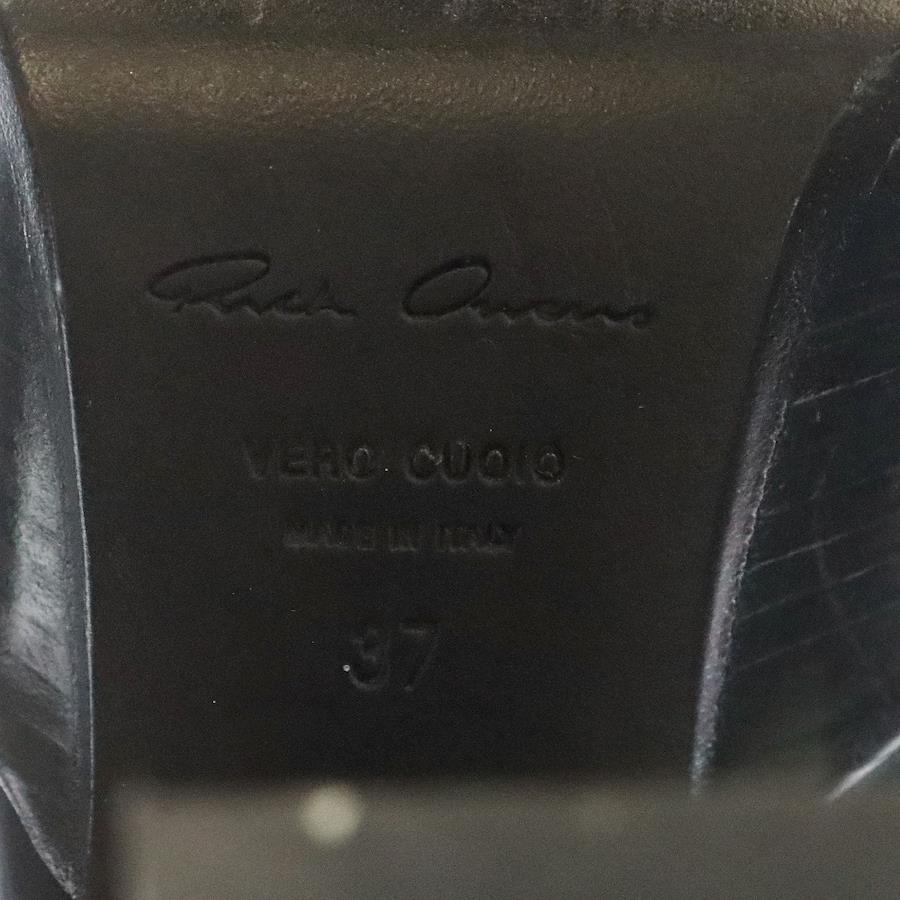 Rick Owens
VERO CUOIO
MADE IN ITALY
37